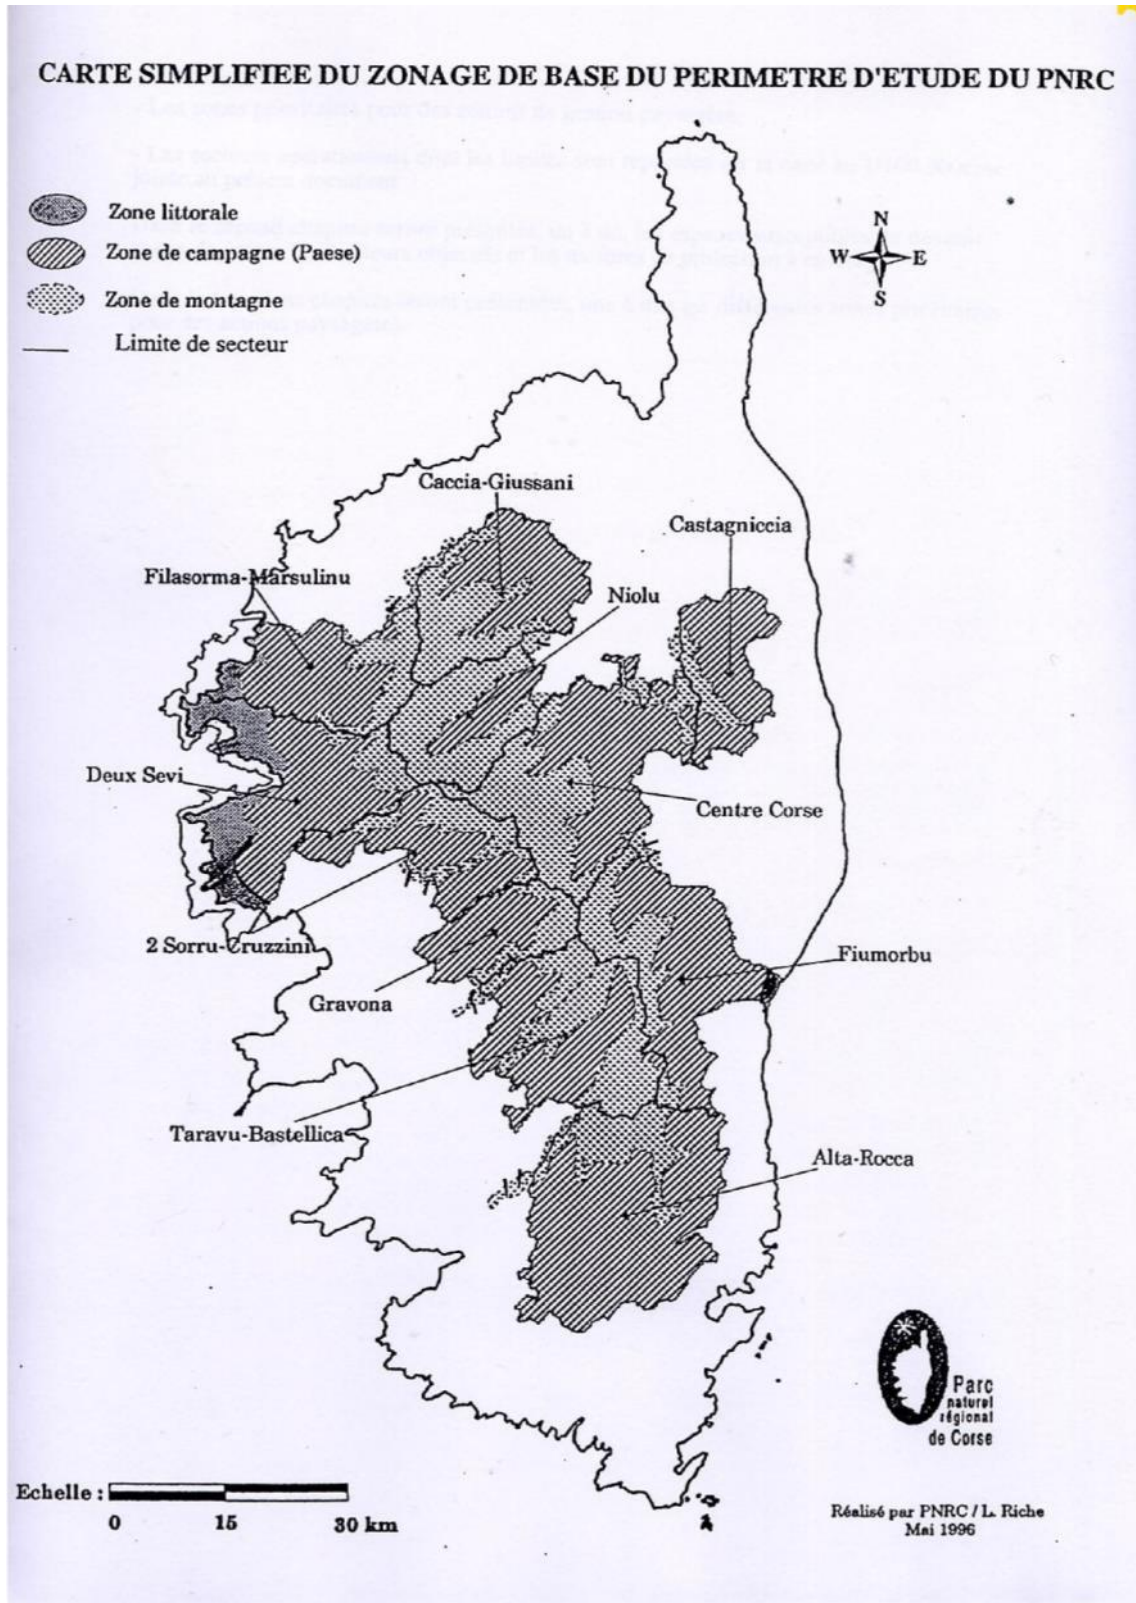 CARTE SIMPLIFIEE DU ZONAGE DE BASE DU PERIMETRE D'ETUDE DU PNRC
Zone littorale
Zone de campagne (Paese)
Zone de montagne
Limite de secteur
N
W E
S
Caccia-Giussani
Castagniccia
Filasorma-Marsulinu
Niolu
Deux Sevi
Centre Corse
2 Sorru-Cruzzini
Fiumorbu
Gravona
Taravu-Bastellica
Alta-Rocca
Parc
naturel
régional
de Corse
Echelle :
0 15 30 km
Réalisé par PNRC / L. Riche
Mai 1996